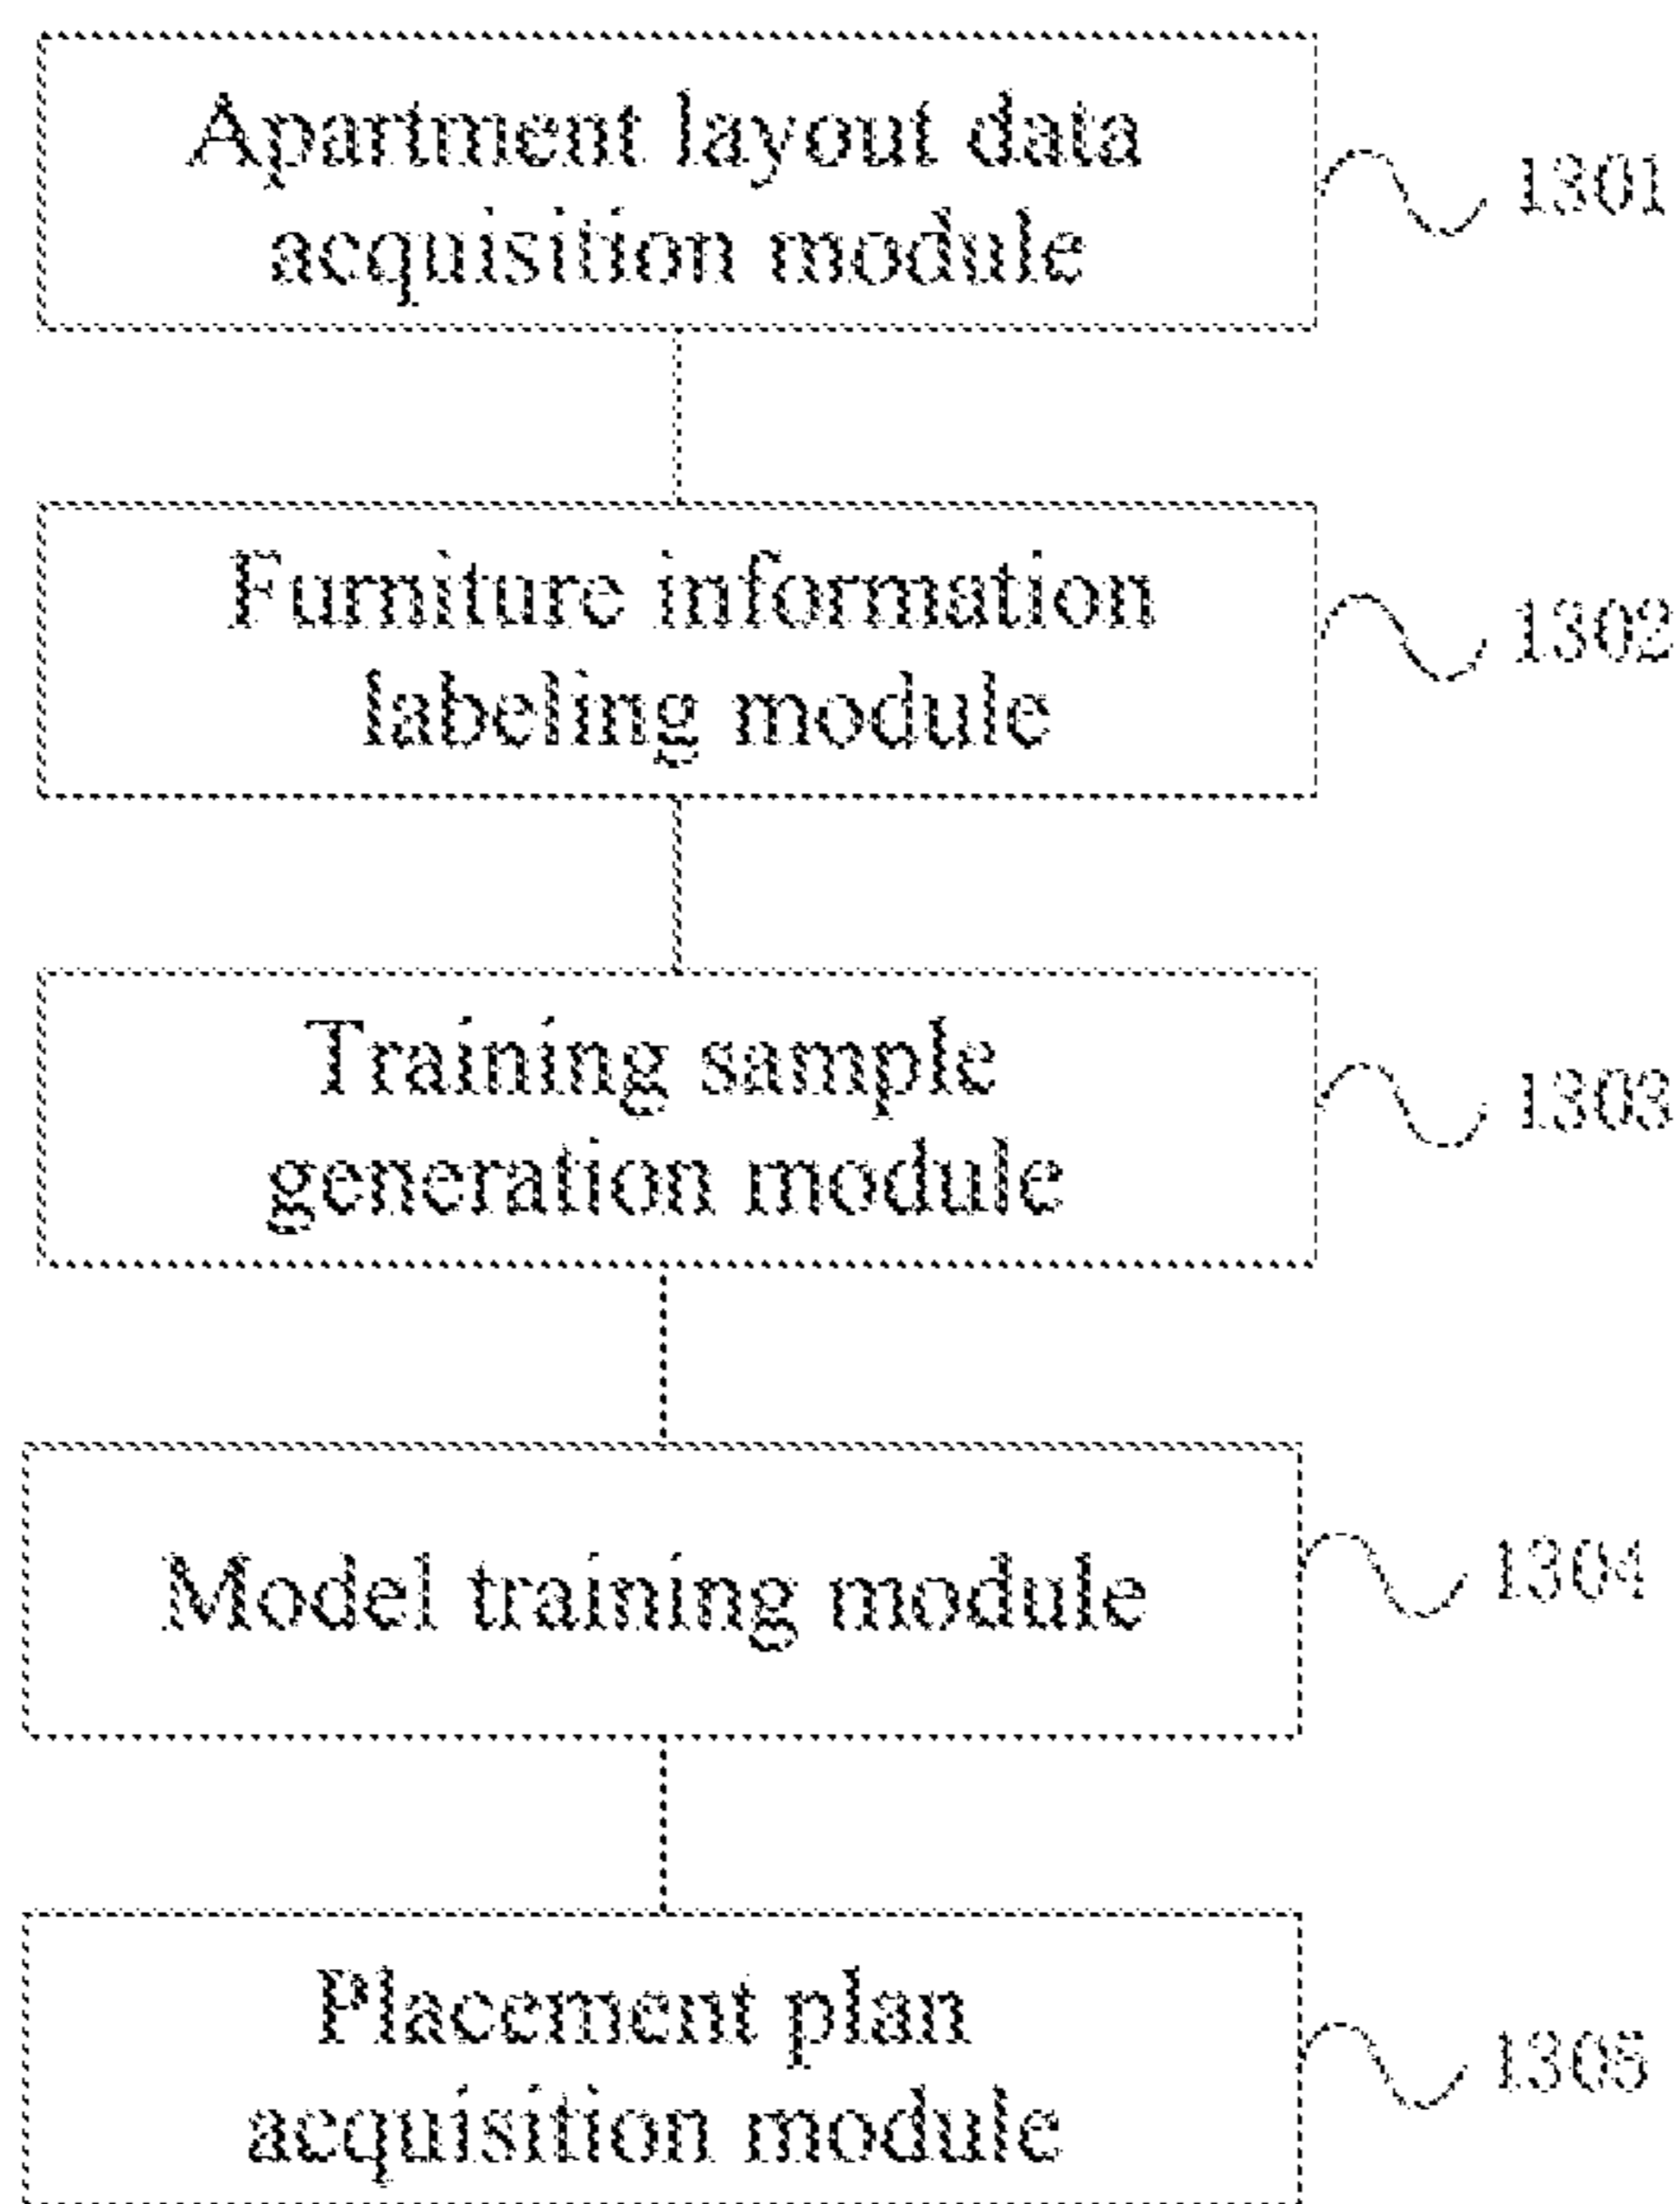 Apartment layout data
acquisition module
1301
Furniture information
labeling module
1302
Training sample
generation module
1303
Model training module
1304
Placement plan
acquisition module
1305